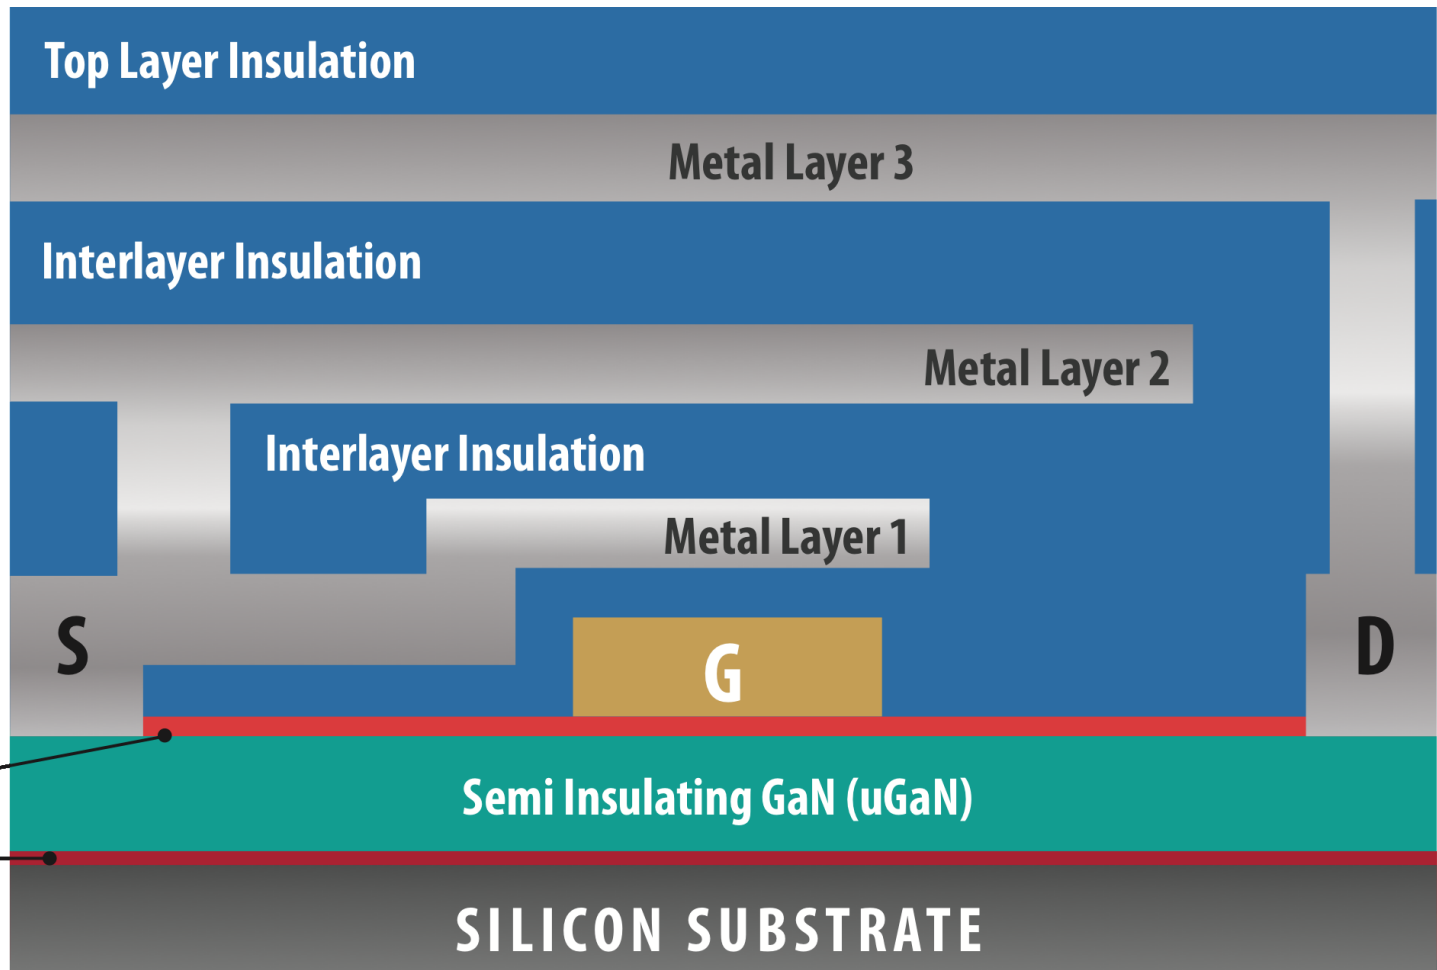 Top Layer Insulation
Metal Layer 3
Interlayer Insulation
Metal Layer 2
Interlayer Insulation
Metal Layer 1
S
G
D
Semi Insulating GaN (uGaN)
SILICON SUBSTRATE